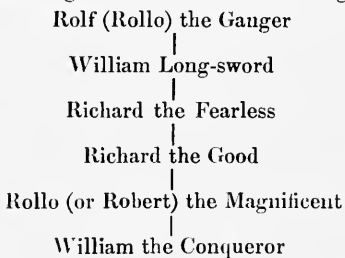 Rolf (Rollo) the Ganger
William Long-sword
Richard the Fearless
Richard the Good
Rollo (or Robert) the Magnificent
William the Conqueror